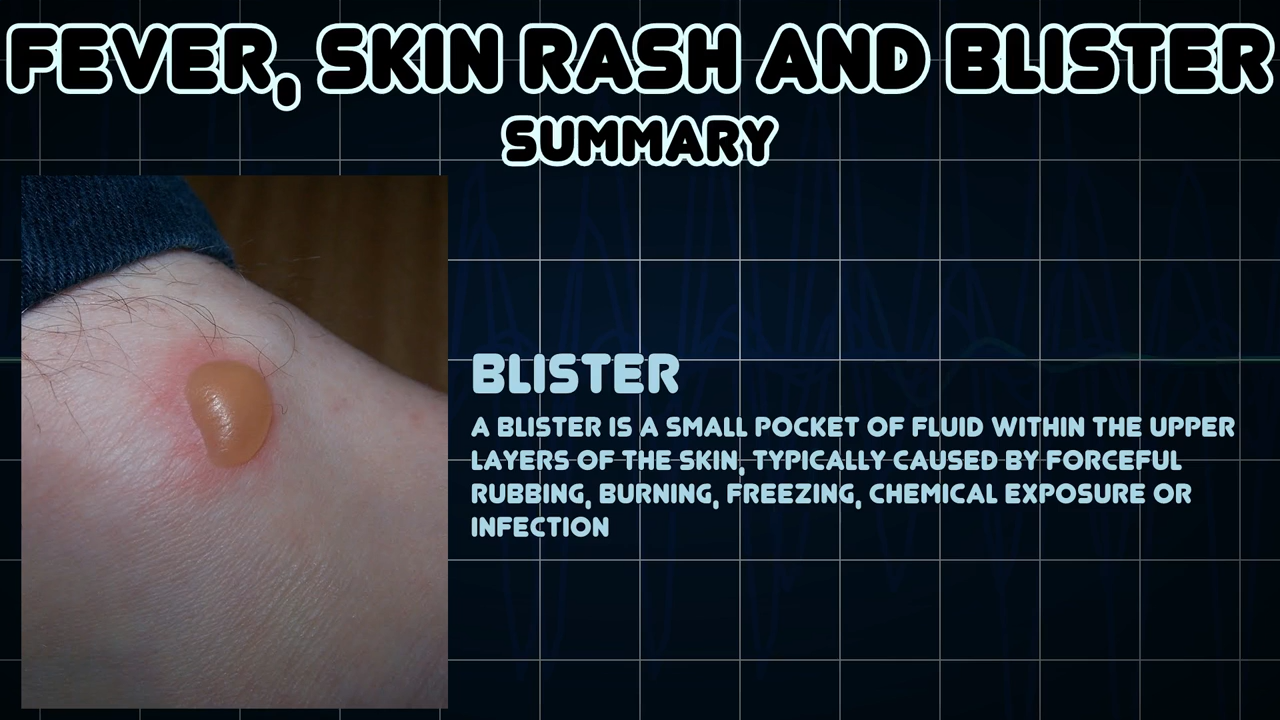 FEVER, SKIN RASH AND BLISTER
SUMMARY
BLISTER
A BLISTER IS A SMALL POCKET OF FLUID WITHIN THE UPPER
LAYERS OF THE SKIN, TYPICALLY CAUSED BY FORCEFUL
RUBBING, BURNING, FREEZING, CHEMICAL EXPOSURE OR
INFECTION